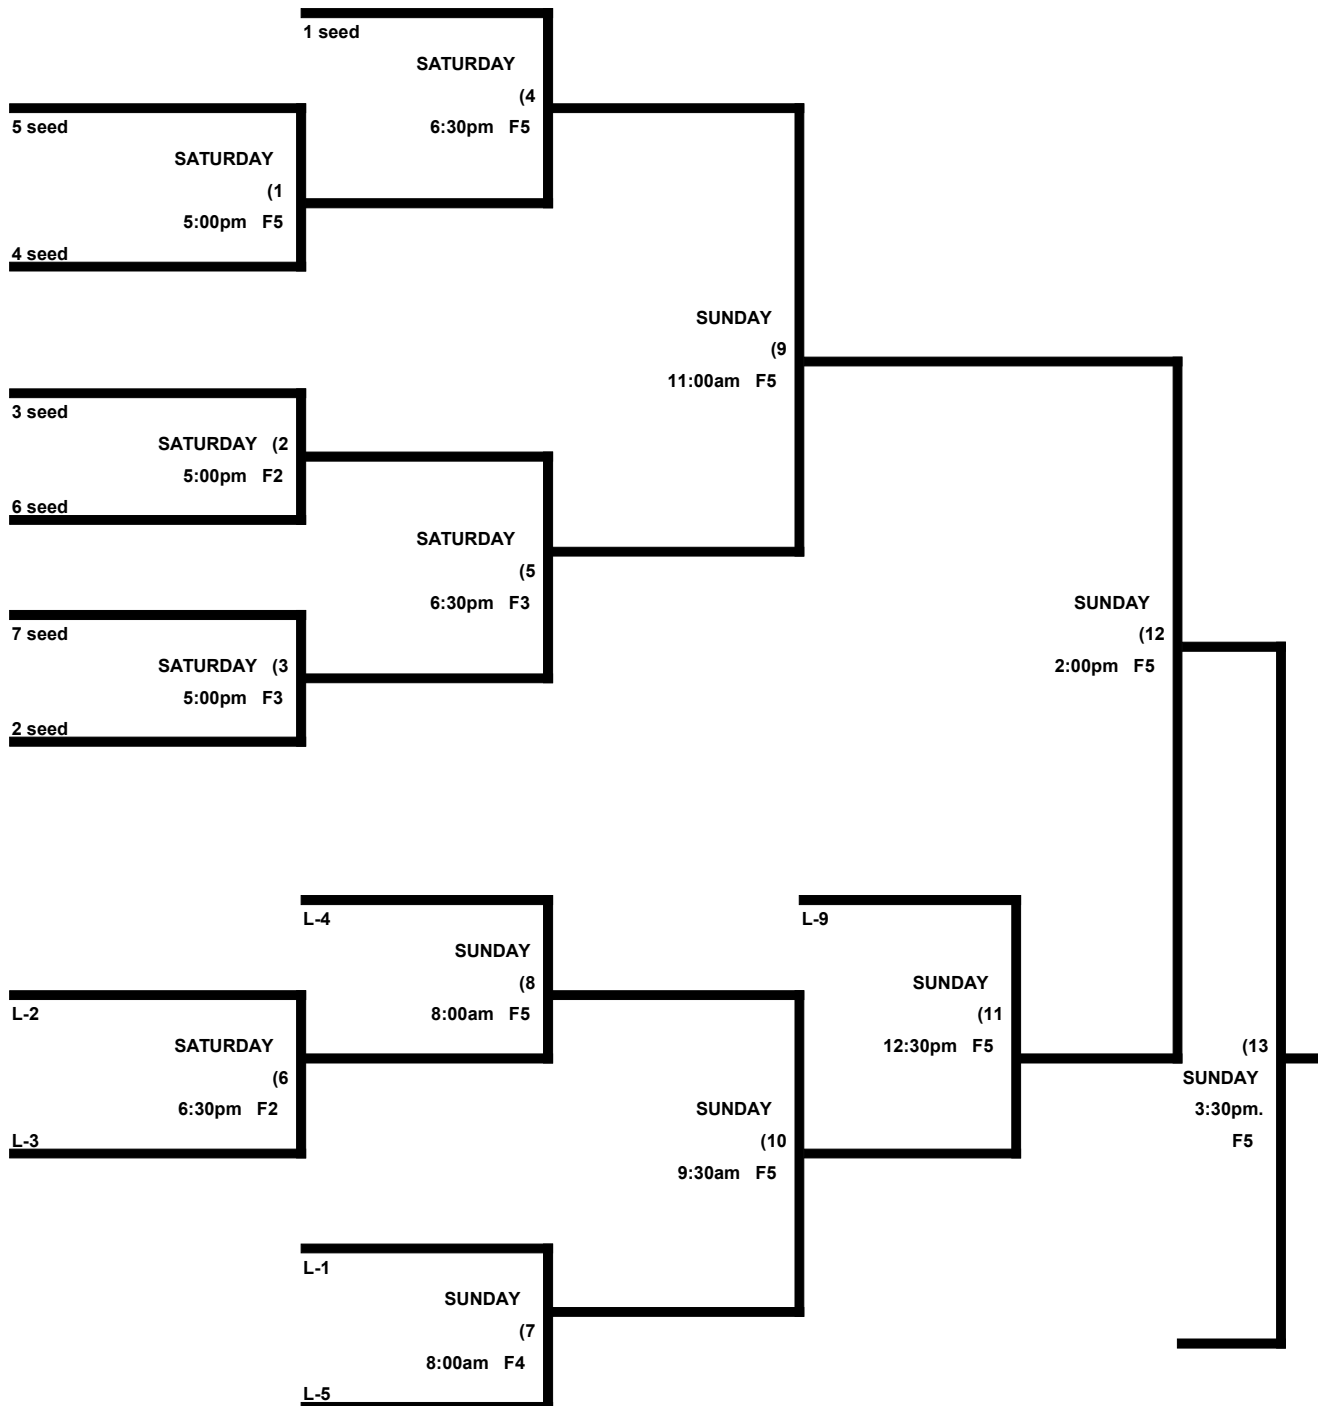 1 seed
SATURDAY
(4
6:30pm F5
5 seed
SATURDAY
(1
5:00pm F5
4 seed
SUNDAY
(9
11:00am F5
3 seed
SATURDAY (2
5:00pm F2
6 seed
SATURDAY
(5
6:30pm F3
7 seed
SATURDAY (3
5:00pm F3
2 seed
SUNDAY
(12
2:00pm F5
L-4
SUNDAY
(8
8:00am F5
L-9
SUNDAY
(11
12:30pm F5
L-2
SATURDAY
(6
6:30pm F2
L-3
(13
SUNDAY
3:30pm.
F5
SUNDAY
(10
9:30am F5
L-1
SUNDAY
(7
8:00am F4
L-5